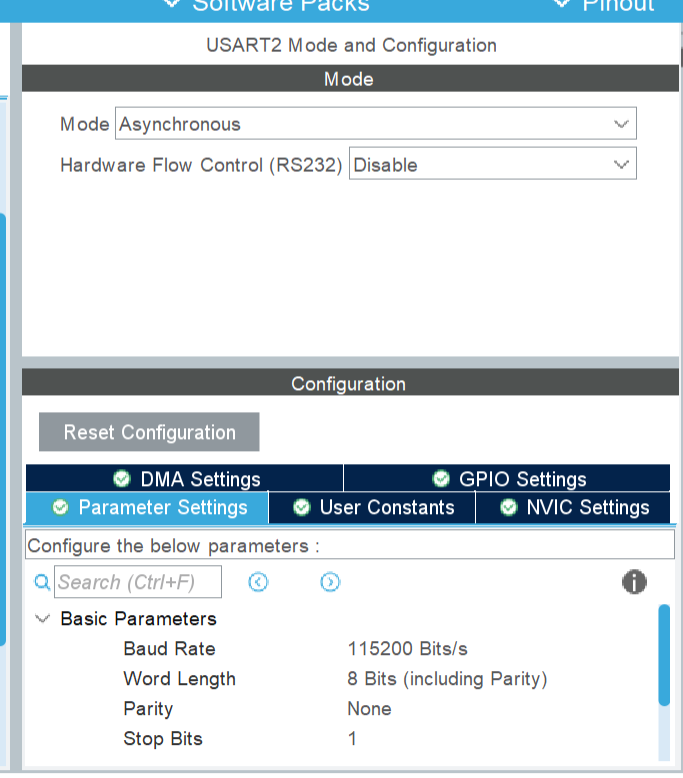 Software Packs Pinout
USART2 Mode and Configuration
Mode
Mode Asynchronous
Hardware Flow Control (RS232) Disable
Configuration
Reset Configuration
DMA Settings GPIO Settings
Parameter Settings User Constants NVIC Settings
Configure the below parameters :
Search (Ctrl+F)
Basic Parameters
Baud Rate 115200 Bits/s
Word Length 8 Bits (including Parity)
Parity None
Stop Bits 1